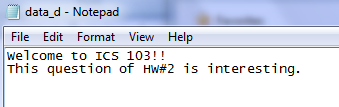 data_d - Notepad
File Edit Format View Help
Welcome to ICS 103!!
This question of HW#2 is interesting.